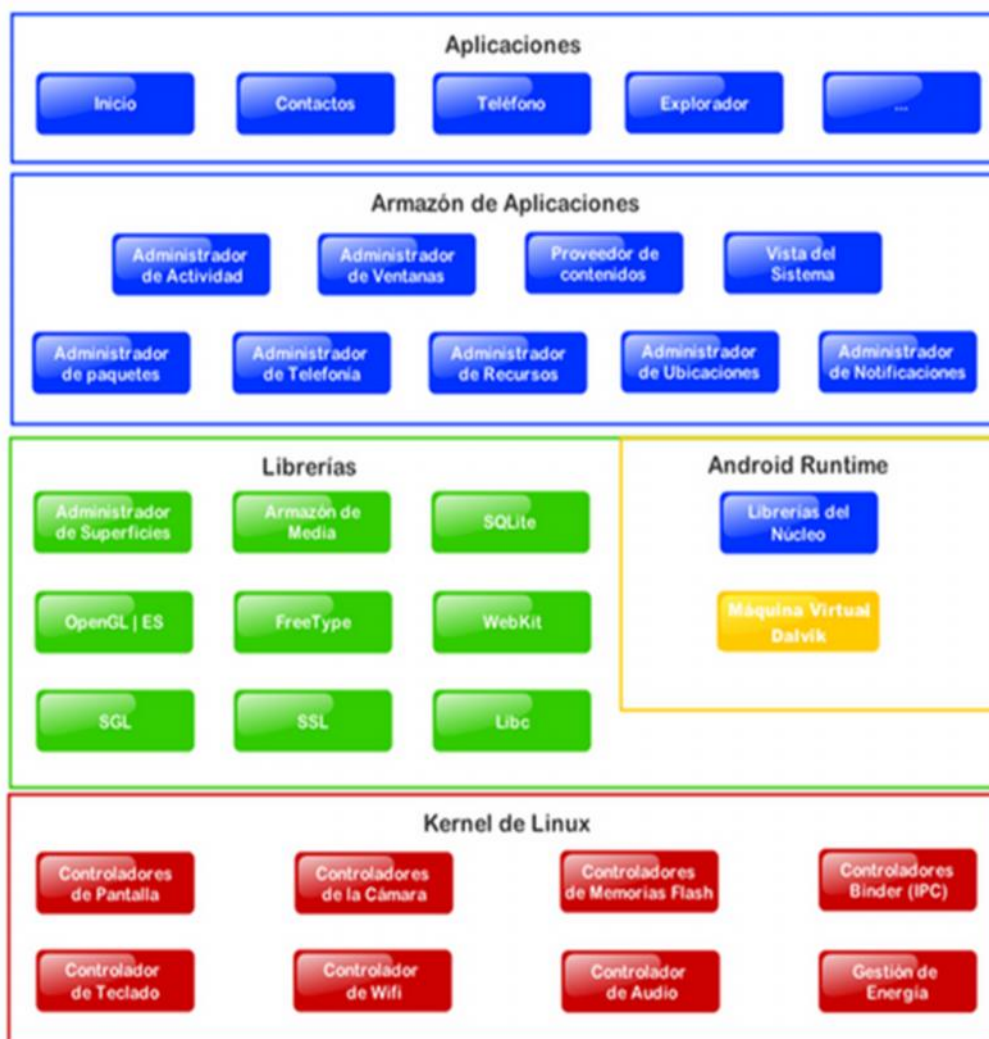 Aplicaciones
Inicio
Contactos
Teléfono
Explorador
...
Armazón de Aplicaciones
Administrador
de Actividad
Administrador
de Ventanas
Proveedor de
contenidos
Vista del
Sistema
Administrador
de paquetes
Administrador
de Telefonía
Administrador
de Recursos
Administrador
de Ubicaciones
Administrador
de Notificaciones
Librerías
Administrador
de Superficies
Armazón de
Media
SQLite
OpenGL | ES
FreeType
WebKit
SGL
SSL
Libc
Android Runtime
Librerías del
Núcleo
Máquina Virtual
Dalvik
Kernel de Linux
Controladores
de Pantalla
Controladores
de la Cámara
Controladores
de Memorias Flash
Controladores
Binder (IPC)
Controlador
de Teclado
Controlador
de Wifi
Controlador
de Audio
Gestión de
Energía